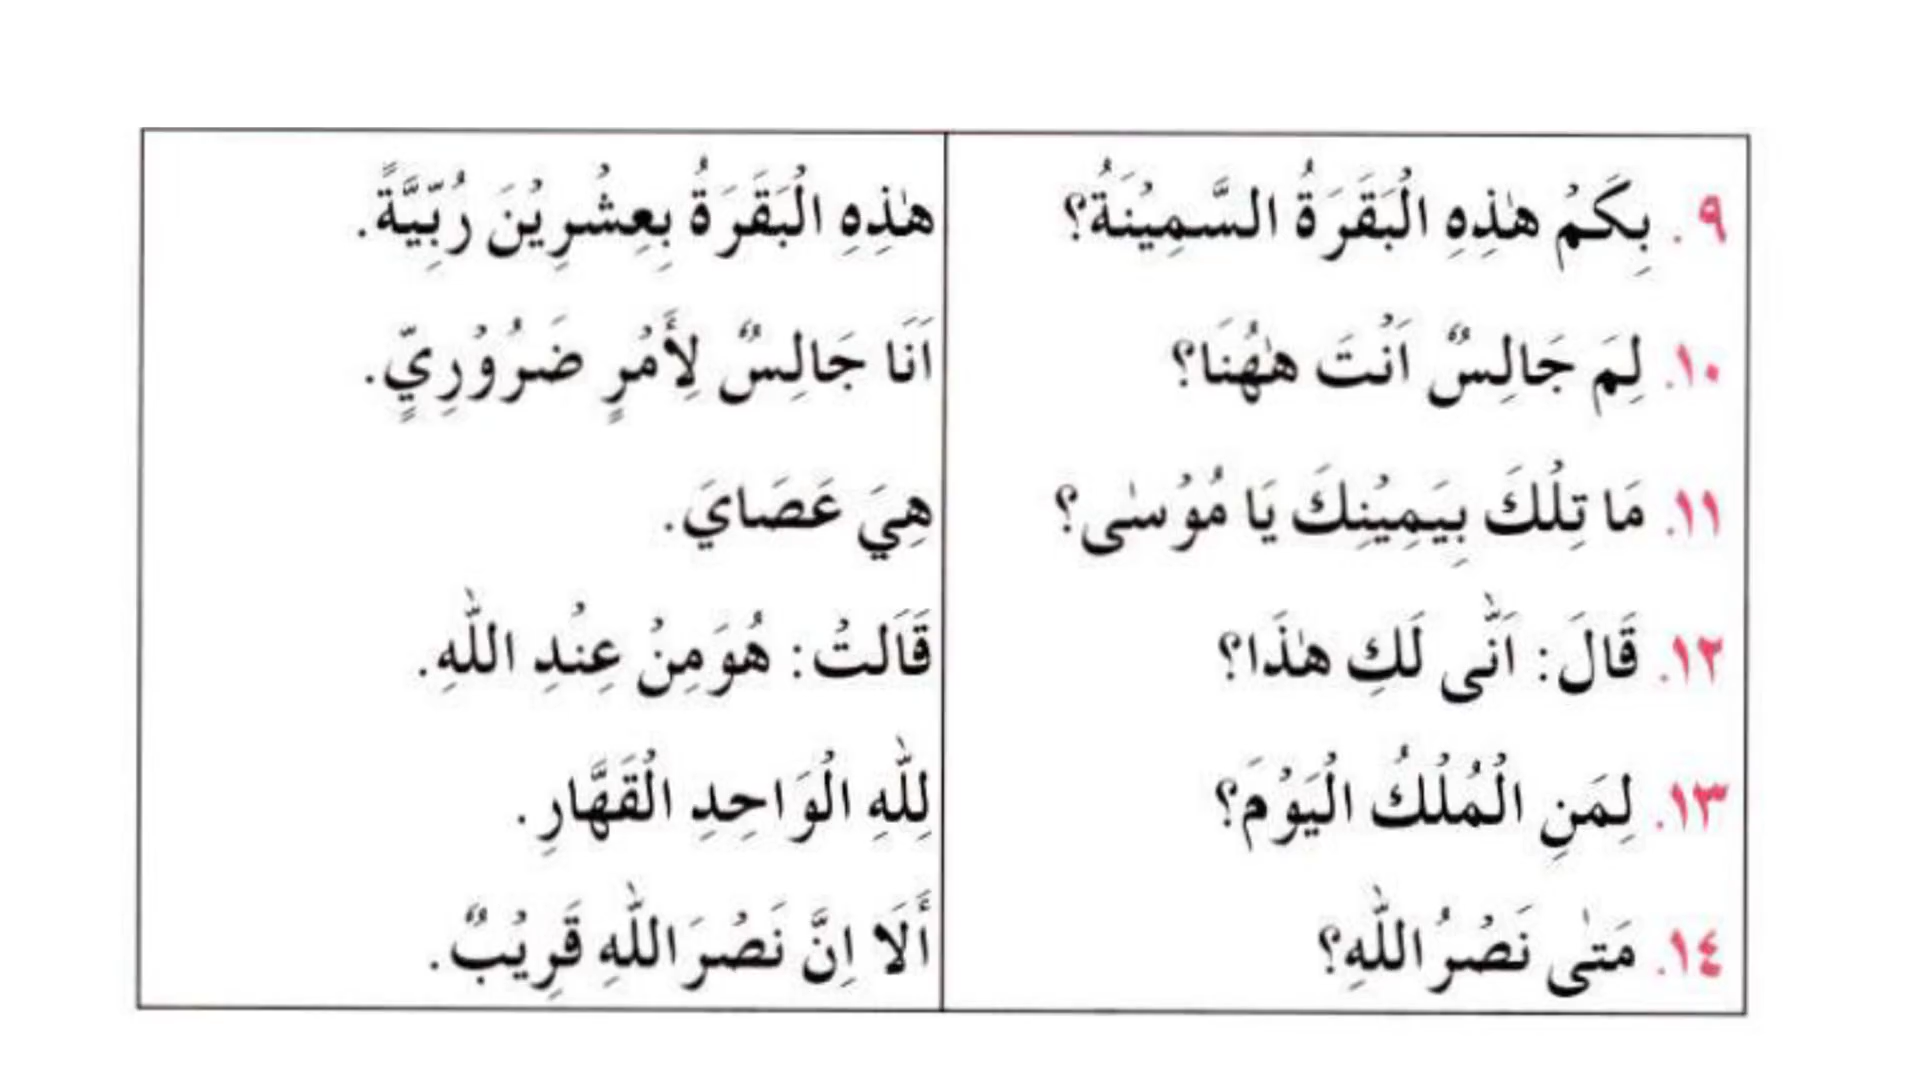 ٩. بِكَمْ هٰذِهِ الْبَقَرَةُ السَّمِيْنَةُ؟ هٰذِهِ الْبَقَرَةُ بِعِشْرِيْنَ رُبِّيَّةً.
١٠. لِمَ جَالِسٌ اَنْتَ هٰهُنَا؟ اَنَا جَالِسٌ لِأَمْرٍ ضَرُوْرِيٍّ.
١١. مَا تِلْكَ بِيَمِيْنِكَ يَا مُوْسٰى؟ هِيَ عَصَايَ.
١٢. قَالَ: اَنّٰى لَكِ هٰذَا؟ قَالَتْ: هُوَ مِنْ عِنْدِ اللّٰهِ.
١٣. لِمَنِ الْمُلْكُ الْيَوْمَ؟ لِلّٰهِ الْوَاحِدِ الْقَهَّارِ.
١٤. مَتٰى نَصْرُ اللّٰهِ؟ أَلَا اِنَّ نَصْرَ اللّٰهِ قَرِيْبٌ.